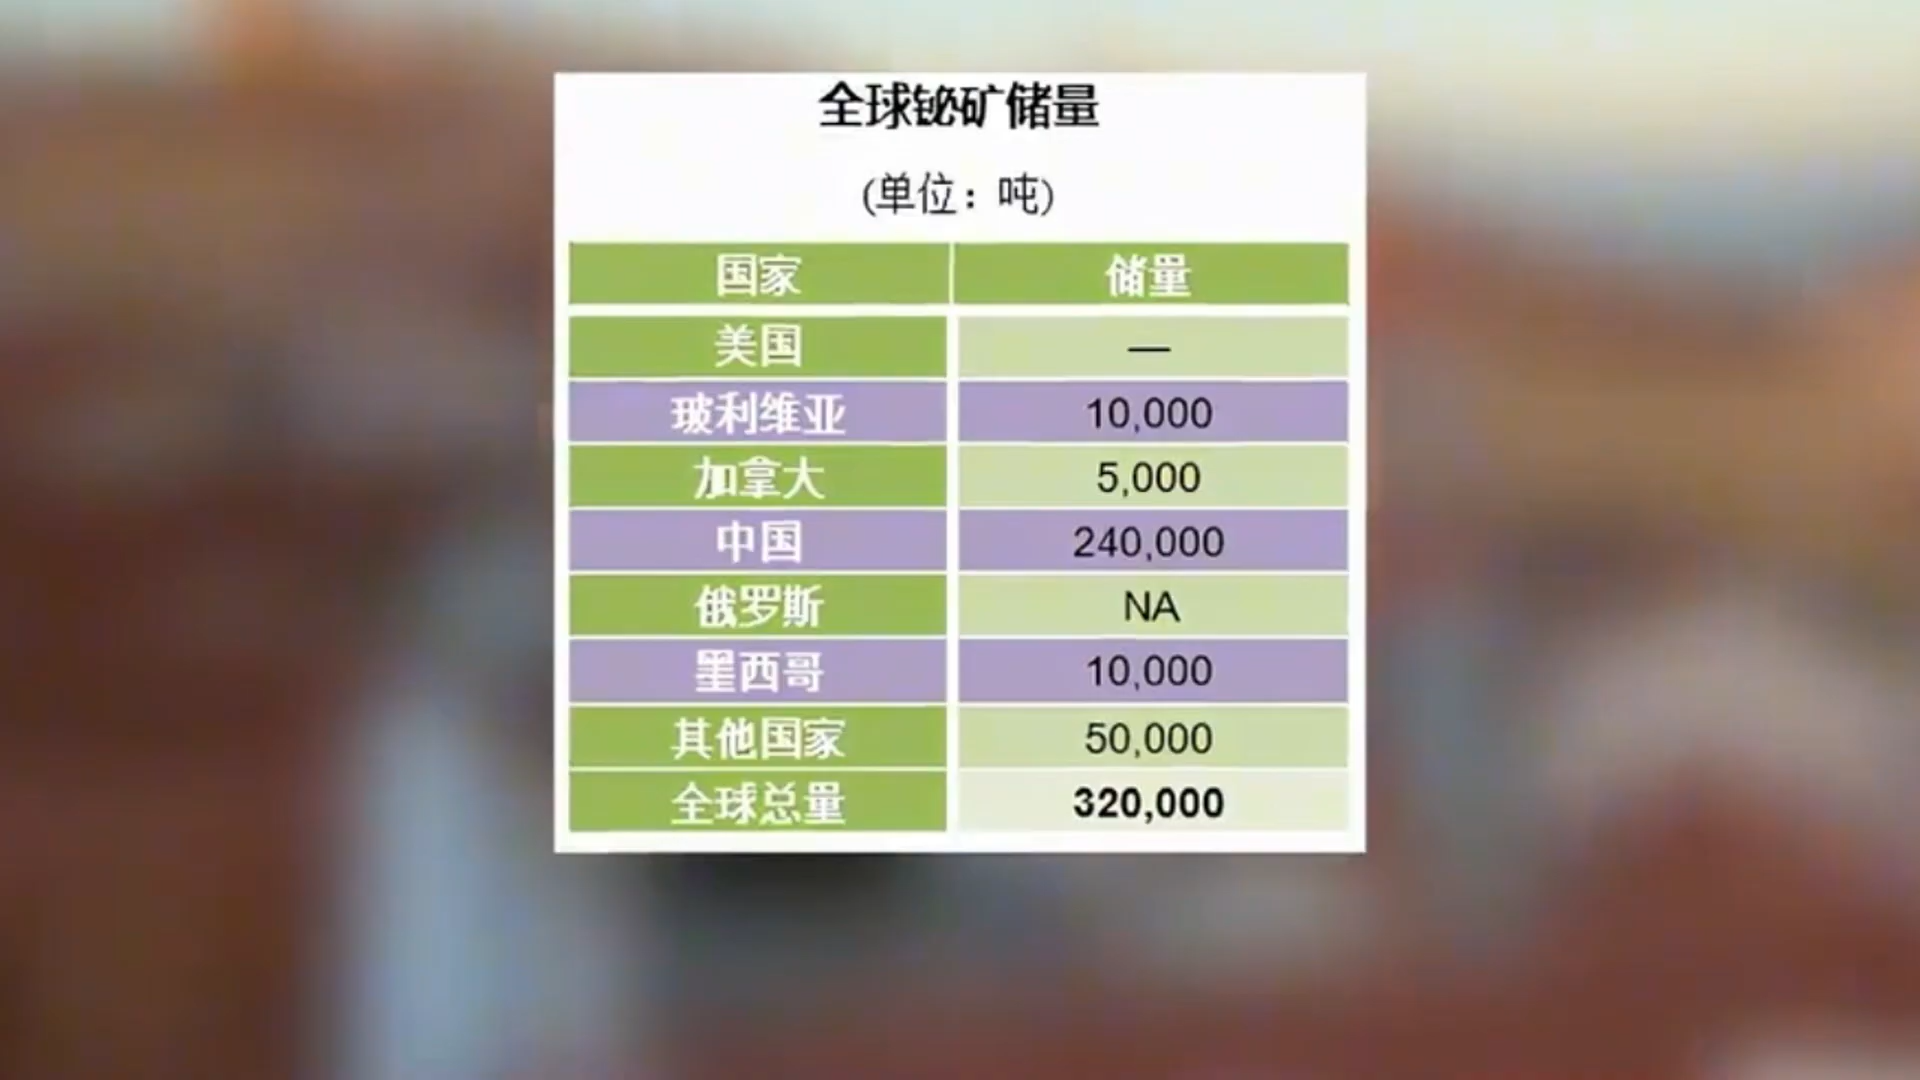 全球铋矿储量
(单位：吨)
国家 储量
美国 —
玻利维亚 10,000
加拿大 5,000
中国 240,000
俄罗斯 NA
墨西哥 10,000
其他国家 50,000
全球总量 320,000